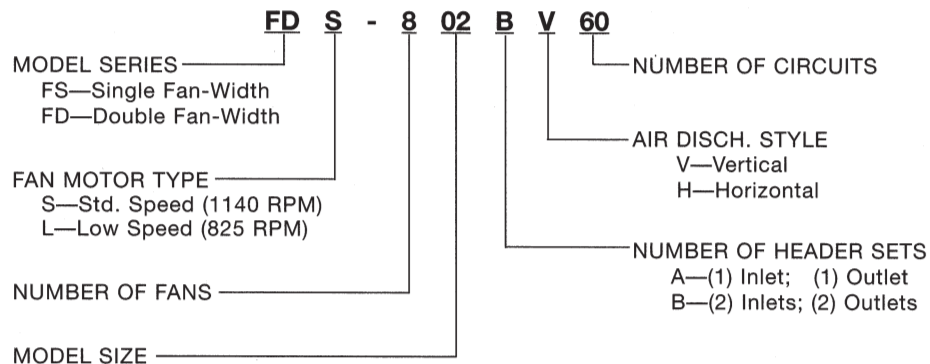 FD S - 8 02 B V 60
MODEL SERIES
FS—Single Fan-Width
FD—Double Fan-Width
FAN MOTOR TYPE
S—Std. Speed (1140 RPM)
L—Low Speed (825 RPM)
NUMBER OF FANS
MODEL SIZE
NUMBER OF CIRCUITS
AIR DISCH. STYLE
V—Vertical
H—Horizontal
NUMBER OF HEADER SETS
A—(1) Inlet; (1) Outlet
B—(2) Inlets; (2) Outlets